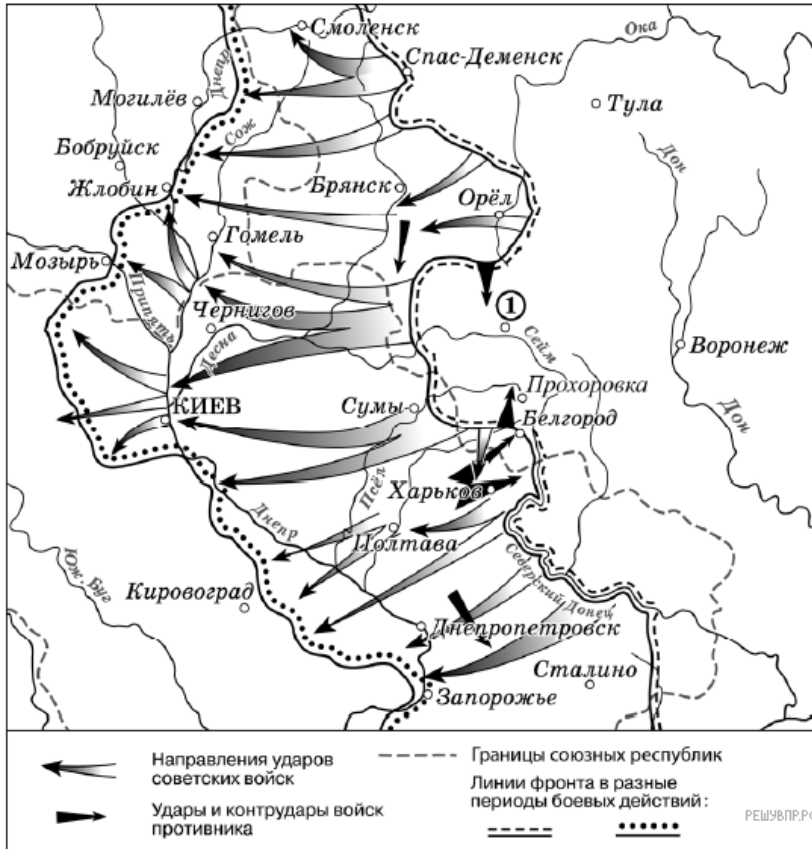 Смоленск
Ока
Спас-Деменск
Днепр
Тула
Могилёв
Сож
Дон
Бобруйск
Жлобин
Брянск
Орёл
Гомель
Мозырь
Припять
Чернигов
1
Десна
Сейм
Воронеж
Прохоровка
КИЕВ
Сумы
Дон
Белгород
Псёл
Харьков
Днепр
Полтава
Юж. Буг
Северский Донец
Кировоград
Днепропетровск
Сталино
Запорожье
Направления ударов
советских войск
Удары и контрудары войск
противника
Границы союзных республик
Линии фронта в разные
периоды боевых действий:
РЕШУВПР.РФ